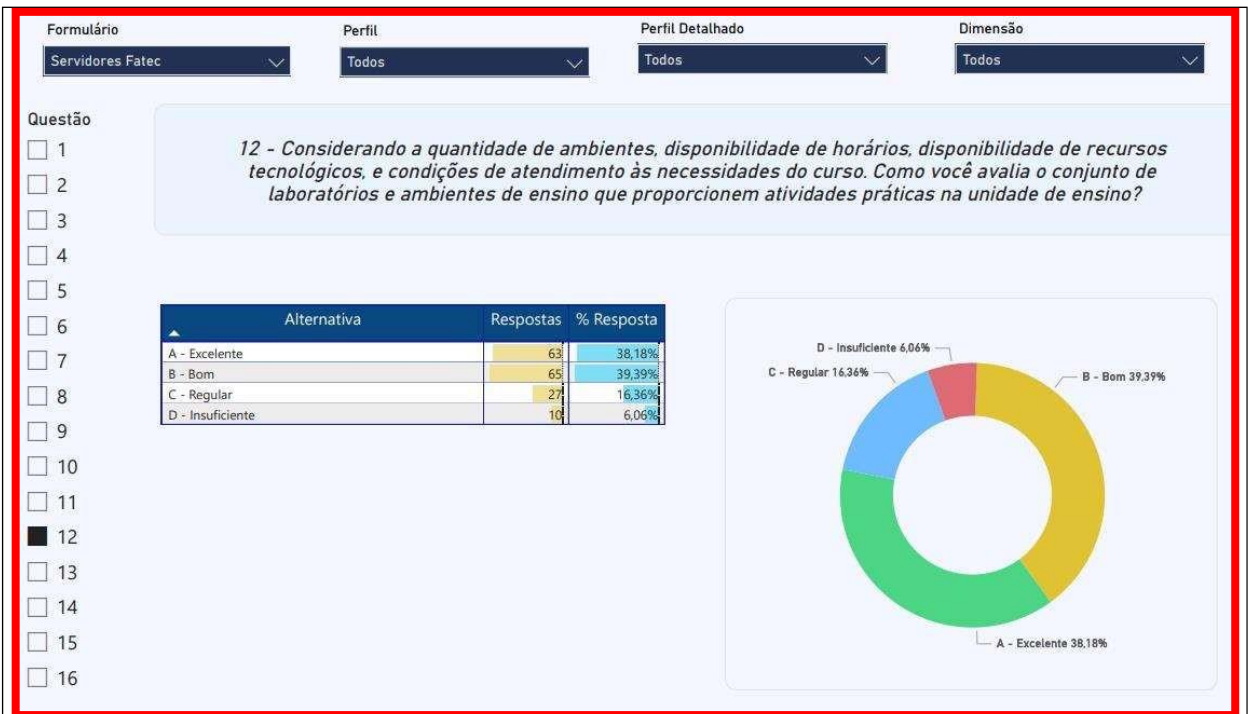 Formulário
Perfil
Perfil Detalhado
Dimensão
Servidores Fatec
Todos
Todos
Todos
Questão
1
2
3
4
5
6
7
8
9
10
11
12
13
14
15
16
12 - Considerando a quantidade de ambientes, disponibilidade de horários, disponibilidade de recursos
tecnológicos, e condições de atendimento às necessidades do curso. Como você avalia o conjunto de
laboratórios e ambientes de ensino que proporcionem atividades práticas na unidade de ensino?
Alternativa Respostas % Resposta
A - Excelente 63 38,18%
B - Bom 65 39,39%
C - Regular 27 16,36%
D - Insuficiente 10 6,06%
D - Insuficiente 6,06%
C - Regular 16,36%
B - Bom 39,39%
A - Excelente 38,18%